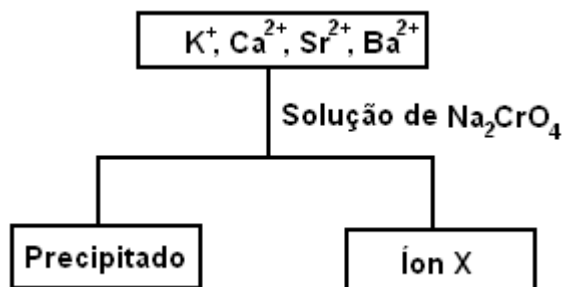 K⁺, Ca²⁺, Sr²⁺, Ba²⁺
Solução de Na₂CrO₄
Precipitado
Íon X